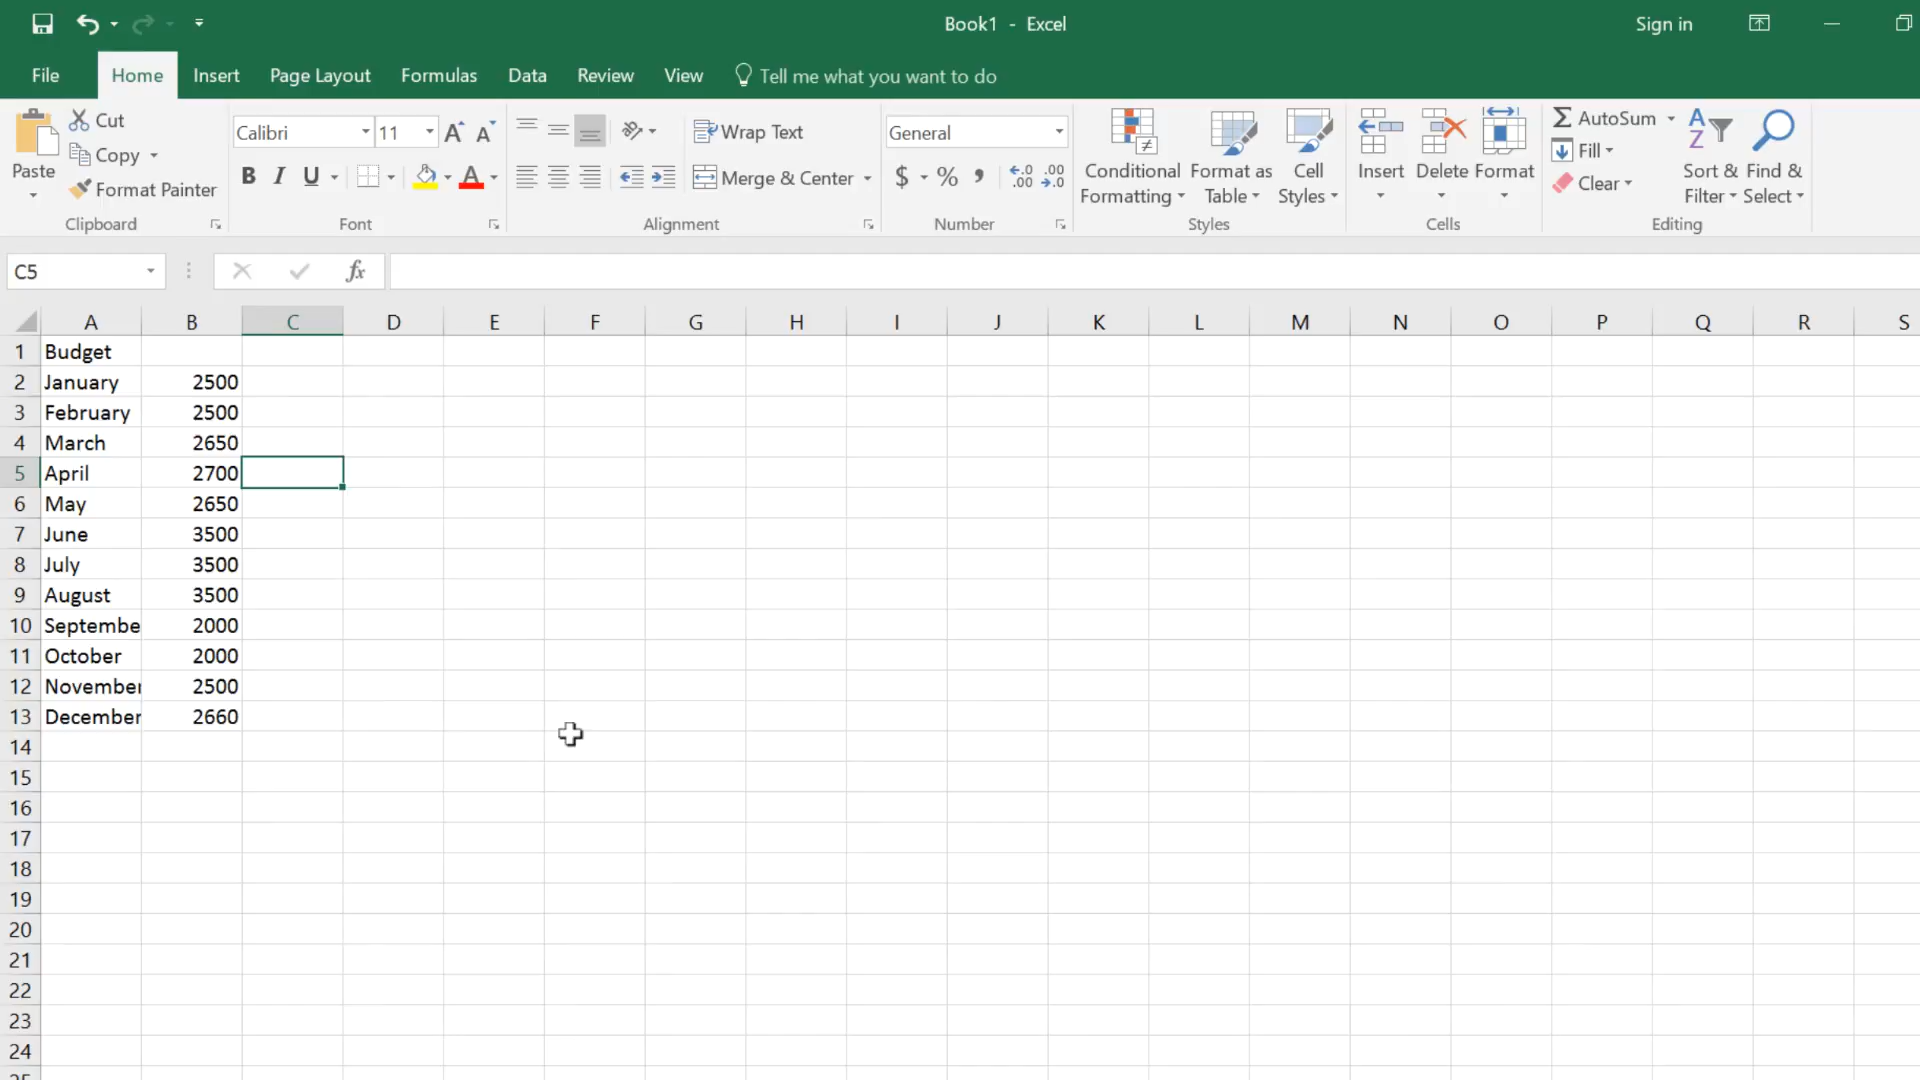 Book1 - Excel
Sign in
File Home Insert Page Layout Formulas Data Review View Tell me what you want to do
Paste
Cut
Copy
Format Painter
Clipboard
Calibri 11
B I U A
Font
Wrap Text
Merge & Center
Alignment
General
$ % ,
Number
Conditional Formatting
Format as Table
Cell Styles
Styles
Insert Delete Format
Cells
AutoSum
Fill
Clear
Sort & Filter
Find & Select
Editing
C5 fx
A B C D E F G H I J K L M N O P Q R S
1 Budget
2 January 2500
3 February 2500
4 March 2650
5 April 2700
6 May 2650
7 June 3500
8 July 3500
9 August 3500
10 Septembe 2000
11 October 2000
12 November 2500
13 December 2660
14
15
16
17
18
19
20
21
22
23
24